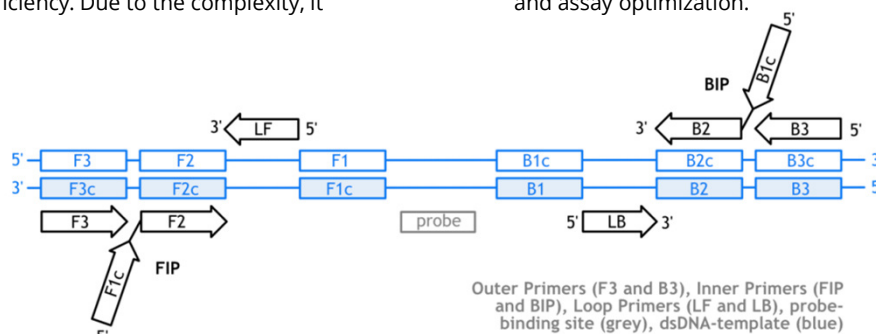 iciency. Due to the complexity, it
and assay optimization.
5'
B1c
BIP
3' LF 5'
3' B2 B3 5'
5' F3 F2 F1 B1c B2c B3c 3
3' F3c F2c F1c B1 B2 B3 5
F3 F2 probe 5' LB 3'
F1c FIP
5'
Outer Primers (F3 and B3), Inner Primers (FIP
and BIP), Loop Primers (LF and LB), probe-
binding site (grey), dsDNA-template (blue)